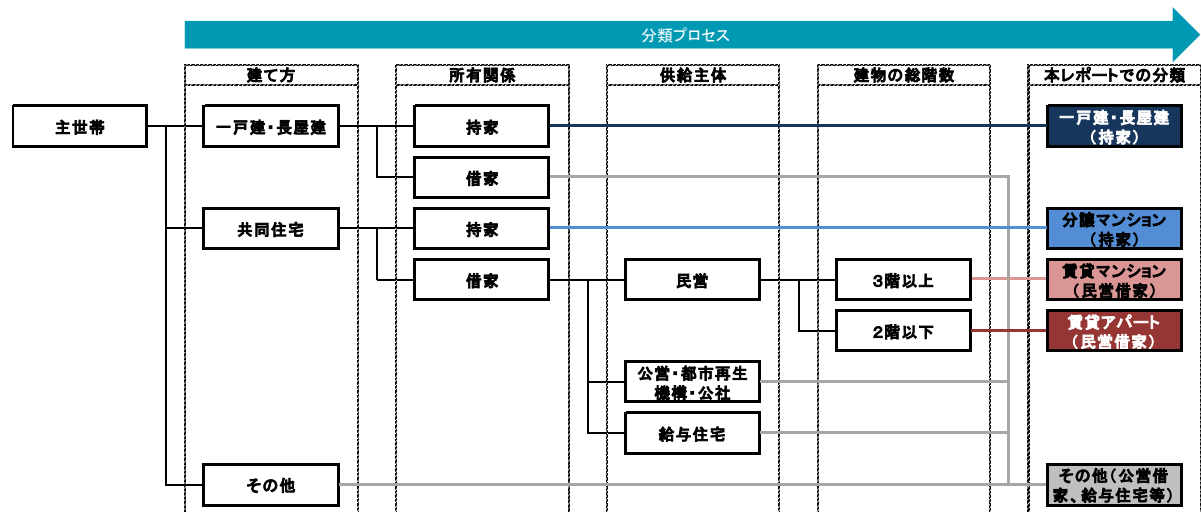 分類プロセス
建て方
所有関係
供給主体
建物の総階数
本レポートでの分類
主世帯
一戸建・長屋建
持家
一戸建・長屋建
（持家）
借家
共同住宅
持家
分譲マンション
（持家）
借家
民営
3階以上
賃貸マンション
（民営借家）
2階以下
賃貸アパート
（民営借家）
公営・都市再生
機構・公社
給与住宅
その他
その他（公営借
家、給与住宅等）